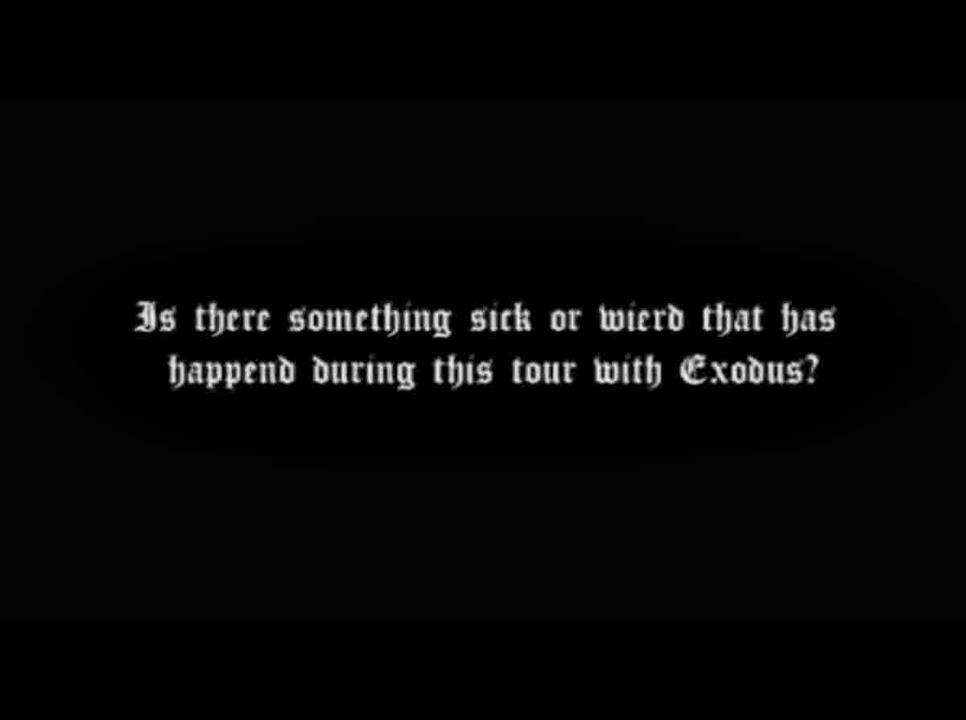 Is there something sick or wierd that has
happend during this tour with Exodus?